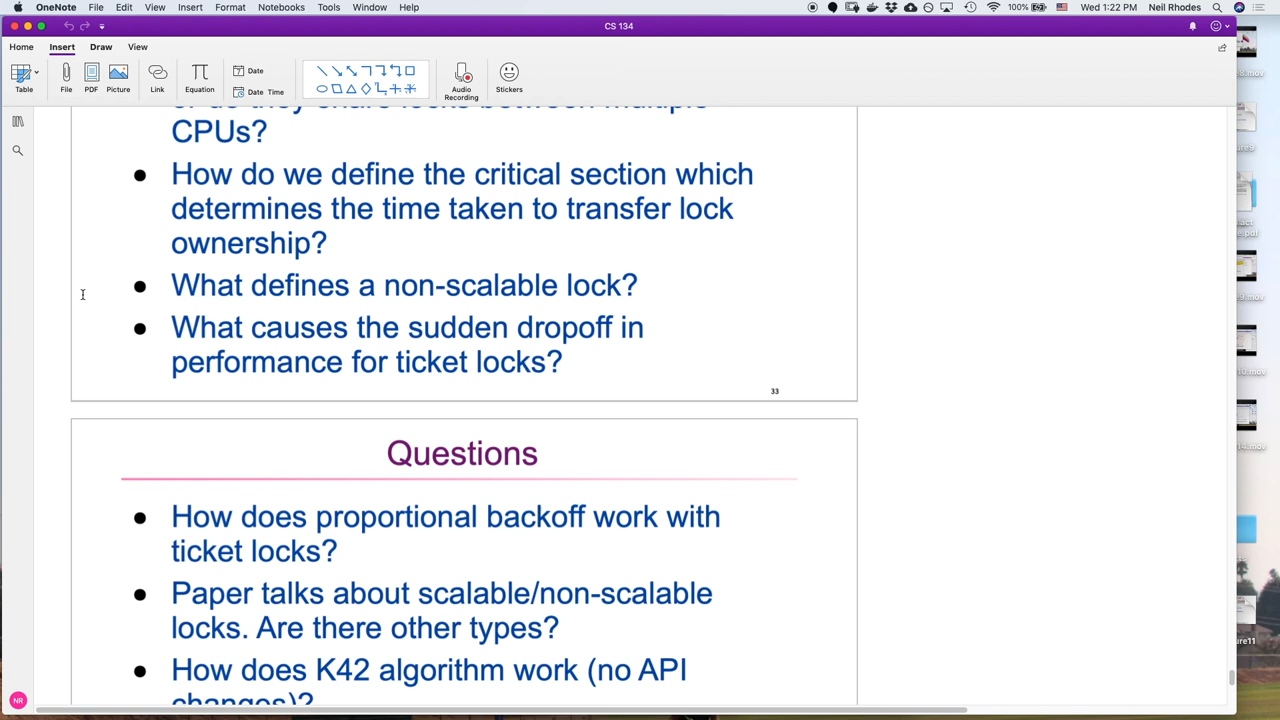 OneNote File Edit View Insert Format Notebooks Tools Window Help 100% Wed 1:22 PM Neil Rhodes
CS 134
Home Insert Draw View
Table File PDF Picture Link Equation Date Date Time Audio Recording Stickers
CPUs?
● How do we define the critical section which
determines the time taken to transfer lock
ownership?
● What defines a non-scalable lock?
● What causes the sudden dropoff in
performance for ticket locks?
33
Questions
● How does proportional backoff work with
ticket locks?
● Paper talks about scalable/non-scalable
locks. Are there other types?
● How does K42 algorithm work (no API
changes)?
NR